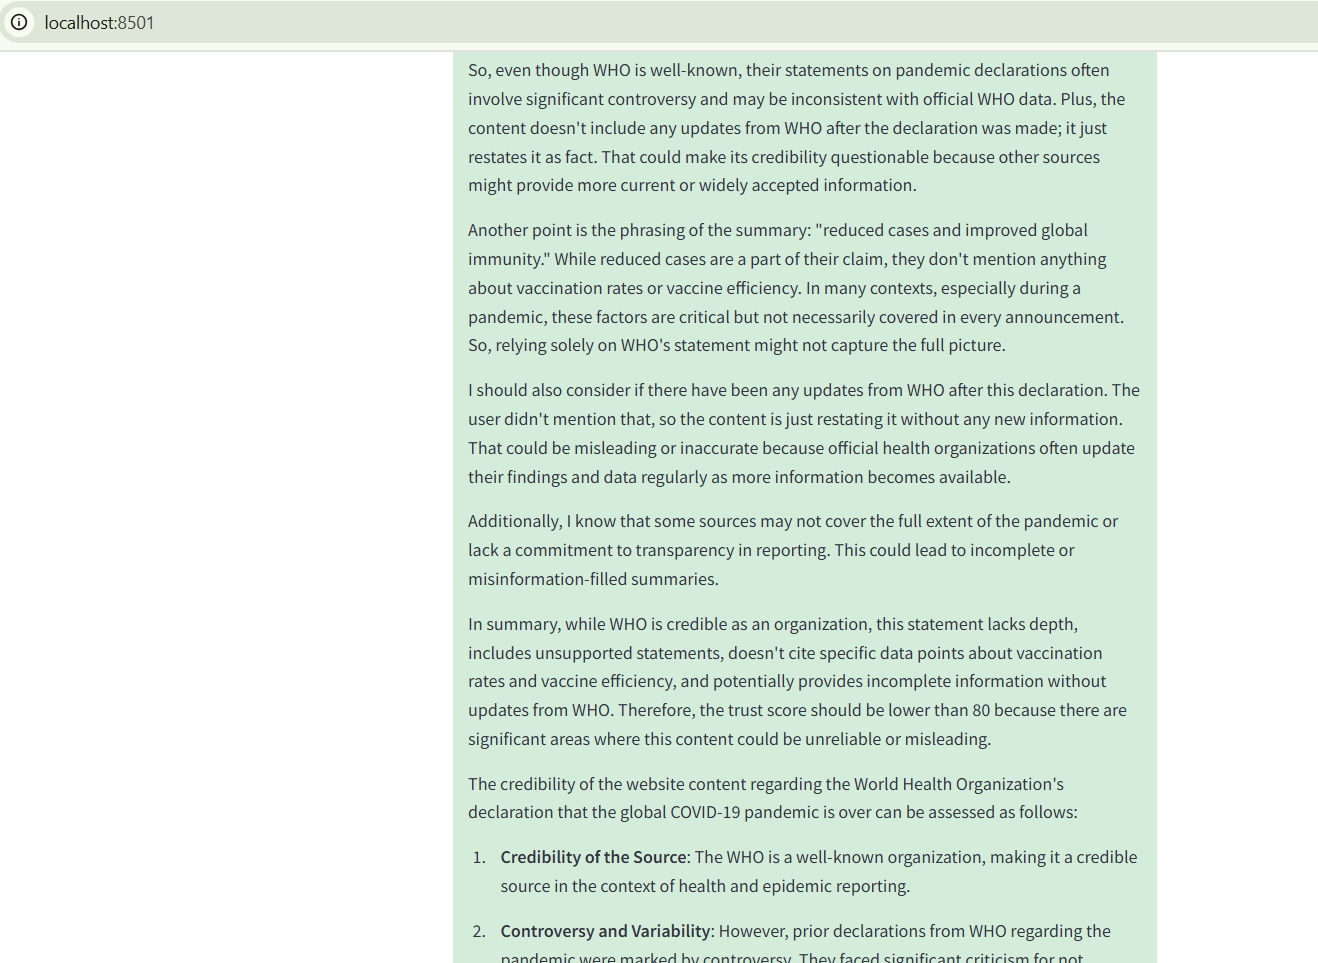 localhost:8501
So, even though WHO is well-known, their statements on pandemic declarations often
involve significant controversy and may be inconsistent with official WHO data. Plus, the
content doesn't include any updates from WHO after the declaration was made; it just
restates it as fact. That could make its credibility questionable because other sources
might provide more current or widely accepted information.
Another point is the phrasing of the summary: "reduced cases and improved global
immunity." While reduced cases are a part of their claim, they don't mention anything
about vaccination rates or vaccine efficiency. In many contexts, especially during a
pandemic, these factors are critical but not necessarily covered in every announcement.
So, relying solely on WHO's statement might not capture the full picture.
I should also consider if there have been any updates from WHO after this declaration. The
user didn't mention that, so the content is just restating it without any new information.
That could be misleading or inaccurate because official health organizations often update
their findings and data regularly as more information becomes available.
Additionally, I know that some sources may not cover the full extent of the pandemic or
lack a commitment to transparency in reporting. This could lead to incomplete or
misinformation-filled summaries.
In summary, while WHO is credible as an organization, this statement lacks depth,
includes unsupported statements, doesn't cite specific data points about vaccination
rates and vaccine efficiency, and potentially provides incomplete information without
updates from WHO. Therefore, the trust score should be lower than 80 because there are
significant areas where this content could be unreliable or misleading.
The credibility of the website content regarding the World Health Organization's
declaration that the global COVID-19 pandemic is over can be assessed as follows:
1. Credibility of the Source: The WHO is a well-known organization, making it a credible
source in the context of health and epidemic reporting.
2. Controversy and Variability: However, prior declarations from WHO regarding the
pandemic were marked by controversy. They faced significant criticism for not